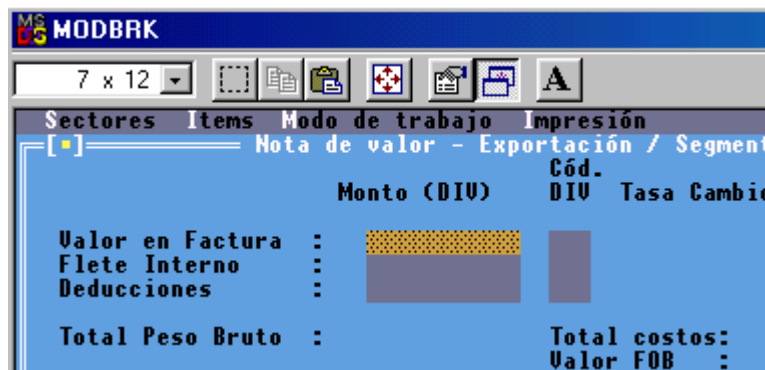 MS DOS MODBRK
7 x 12 A
Sectores Items Modo de trabajo Impresión
Nota de valor - Exportación / Segment
Cód.
Monto (DIV) DIV Tasa Cambio
Valor en Factura :
Flete Interno :
Deducciones :
Total Peso Bruto : Total costos:
Valor FOB :